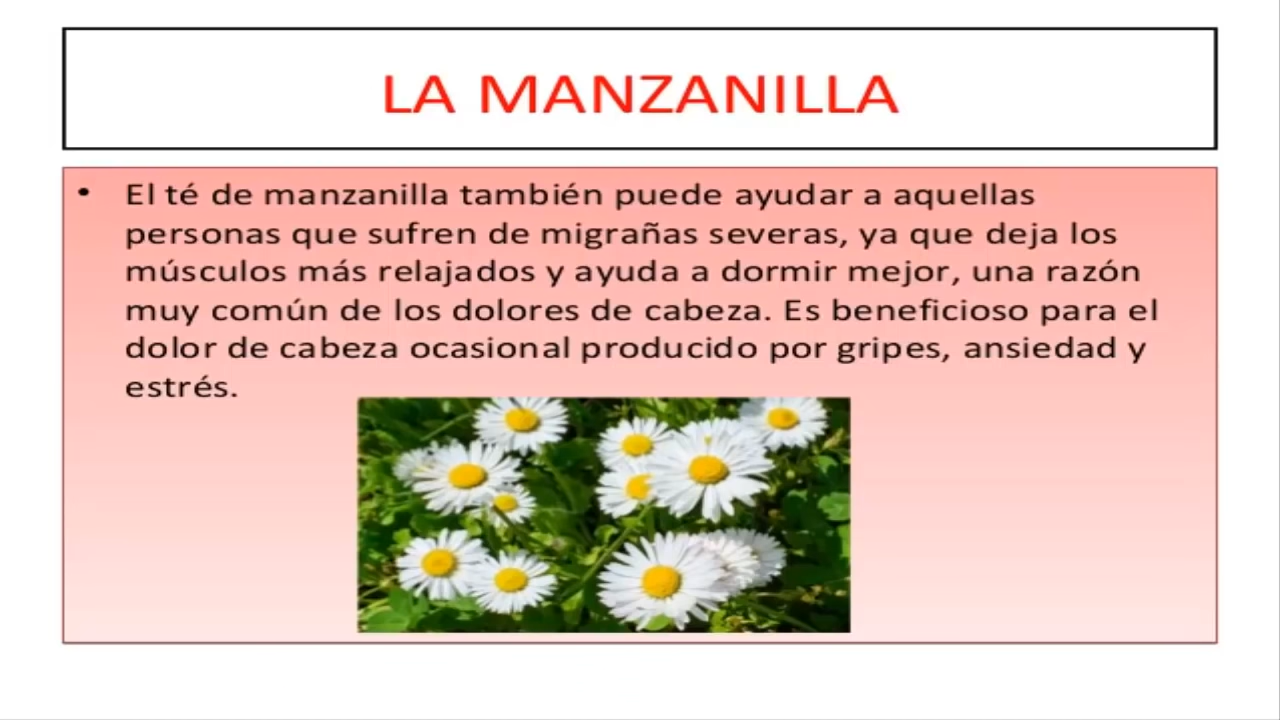 LA MANZANILLA
• El té de manzanilla también puede ayudar a aquellas
personas que sufren de migrañas severas, ya que deja los
músculos más relajados y ayuda a dormir mejor, una razón
muy común de los dolores de cabeza. Es beneficioso para el
dolor de cabeza ocasional producido por gripes, ansiedad y
estrés.